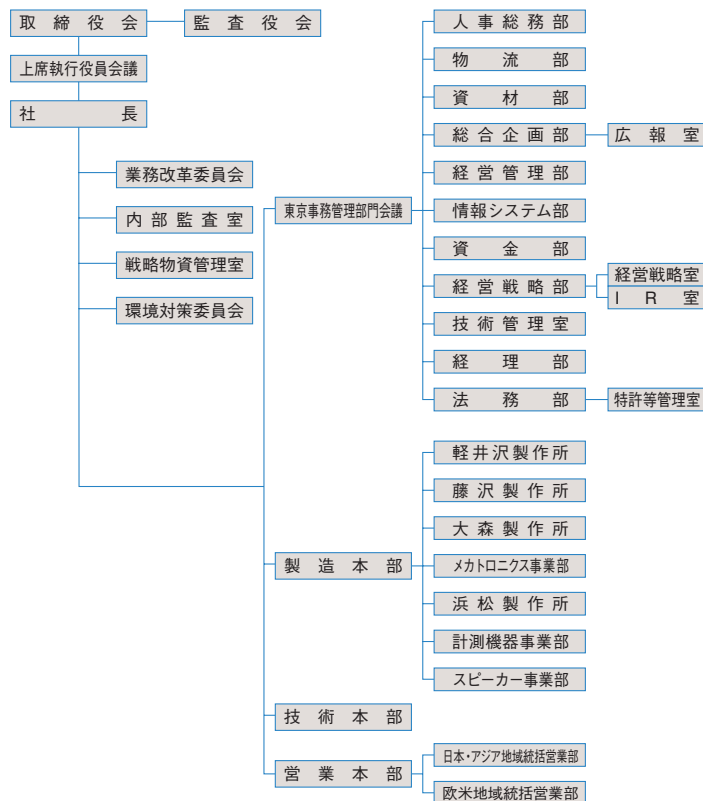 取締役会
監査役会
上席執行役員会議
社長
業務改革委員会
内部監査室
戦略物資管理室
環境対策委員会
東京事務管理部門会議
人事総務部
物流部
資材部
総合企画部
広報室
経営管理部
情報システム部
資金部
経営戦略部
経営戦略室
IR室
技術管理室
経理部
法務部
特許等管理室
製造本部
軽井沢製作所
藤沢製作所
大森製作所
メカトロニクス事業部
浜松製作所
計測機器事業部
スピーカー事業部
技術本部
営業本部
日本・アジア地域統括営業部
欧米地域統括営業部